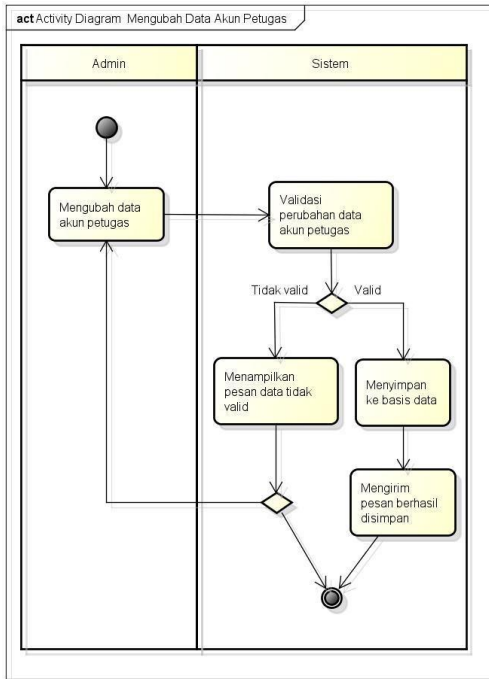 act Activity Diagram Mengubah Data Akun Petugas
Admin
Sistem
Mengubah data
akun petugas
Validasi
perubahan data
akun petugas
Tidak valid
Valid
Menampilkan
pesan data tidak
valid
Menyimpan
ke basis data
Mengirim
pesan berhasil
disimpan